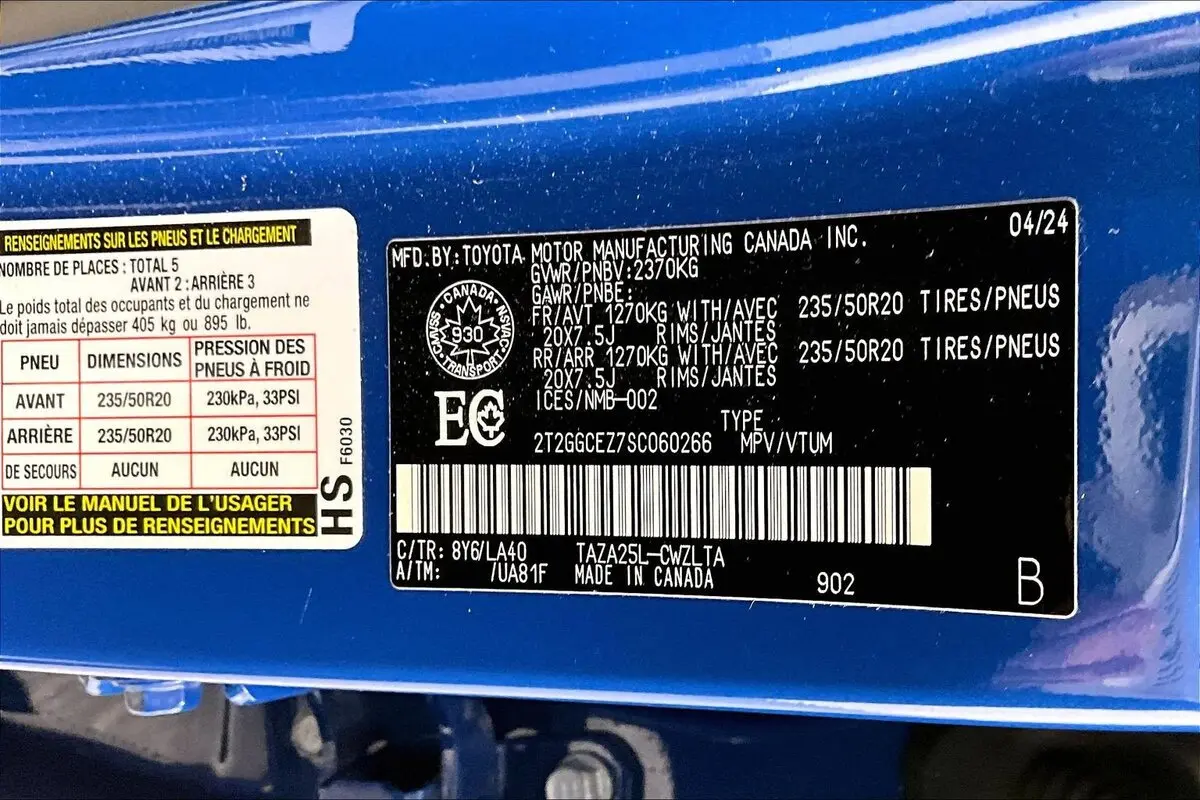 RENSEIGNEMENTS SUR LES PNEUS ET LE CHARGEMENT
NOMBRE DE PLACES : TOTAL 5
AVANT 2 : ARRIÈRE 3
Le poids total des occupants et du chargement ne
doit jamais dépasser 405 kg ou 895 lb.
PNEU DIMENSIONS PRESSION DES PNEUS À FROID
AVANT 235/50R20 230kPa, 33PSI
ARRIÈRE 235/50R20 230kPa, 33PSI
DE SECOURS AUCUN AUCUN
VOIR LE MANUEL DE L'USAGER
POUR PLUS DE RENSEIGNEMENTS
HS F6030
MFD.BY:TOYOTA MOTOR MANUFACTURING CANADA INC. 04/24
GVWR/PNBV:2370KG
GAWR/PNBE:
FR/AVT 1270KG WITH/AVEC 235/50R20 TIRES/PNEUS
20X7.5J RIMS/JANTES
RR/ARR 1270KG WITH/AVEC 235/50R20 TIRES/PNEUS
20X7.5J RIMS/JANTES
ICES/NMB-002
CANADA
930
TRANSPORT
EC
TYPE
2T2GGCEZ7SC060266 MPV/VTUM
C/TR: 8Y6/LA40 TAZA25L-CWZLTA
A/TM: /UA81F MADE IN CANADA
902
B